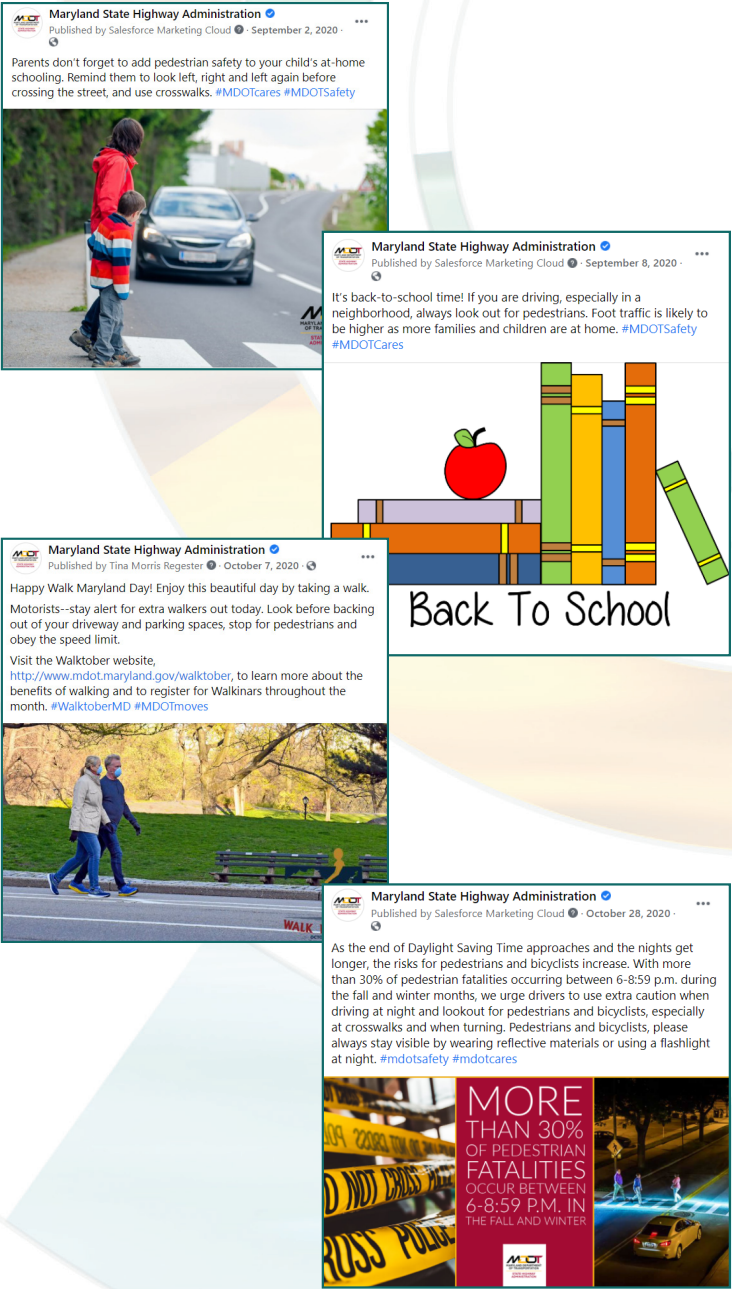 Maryland State Highway Administration
Published by Salesforce Marketing Cloud · September 2, 2020 ·
Parents don't forget to add pedestrian safety to your child's at-home
schooling. Remind them to look left, right and left again before
crossing the street, and use crosswalks. #MDOTcares #MDOTSafety
Maryland State Highway Administration
Published by Salesforce Marketing Cloud · September 8, 2020 ·
It's back-to-school time! If you are driving, especially in a
neighborhood, always look out for pedestrians. Foot traffic is likely to
be higher as more families and children are at home. #MDOTSafety
#MDOTCares
Back To School
Maryland State Highway Administration
Published by Tina Morris Regester · October 7, 2020 ·
Happy Walk Maryland Day! Enjoy this beautiful day by taking a walk.
Motorists--stay alert for extra walkers out today. Look before backing
out of your driveway and parking spaces, stop for pedestrians and
obey the speed limit.
Visit the Walktober website,
http://www.mdot.maryland.gov/walktober, to learn more about the
benefits of walking and to register for Walkinars throughout the
month. #WalktoberMD #MDOTmoves
WALK
Maryland State Highway Administration
Published by Salesforce Marketing Cloud · October 28, 2020 ·
As the end of Daylight Saving Time approaches and the nights get
longer, the risks for pedestrians and bicyclists increase. With more
than 30% of pedestrian fatalities occurring between 6-8:59 p.m. during
the fall and winter months, we urge drivers to use extra caution when
driving at night and lookout for pedestrians and bicyclists, especially
at crosswalks and when turning. Pedestrians and bicyclists, please
always stay visible by wearing reflective materials or using a flashlight
at night. #mdotsafety #mdotcares
D NOT CROSS
ROSS POLICE
MORE
THAN 30%
OF PEDESTRIAN
FATALITIES
OCCUR BETWEEN
6-8:59 P.M. IN
THE FALL AND WINTER
MDOT